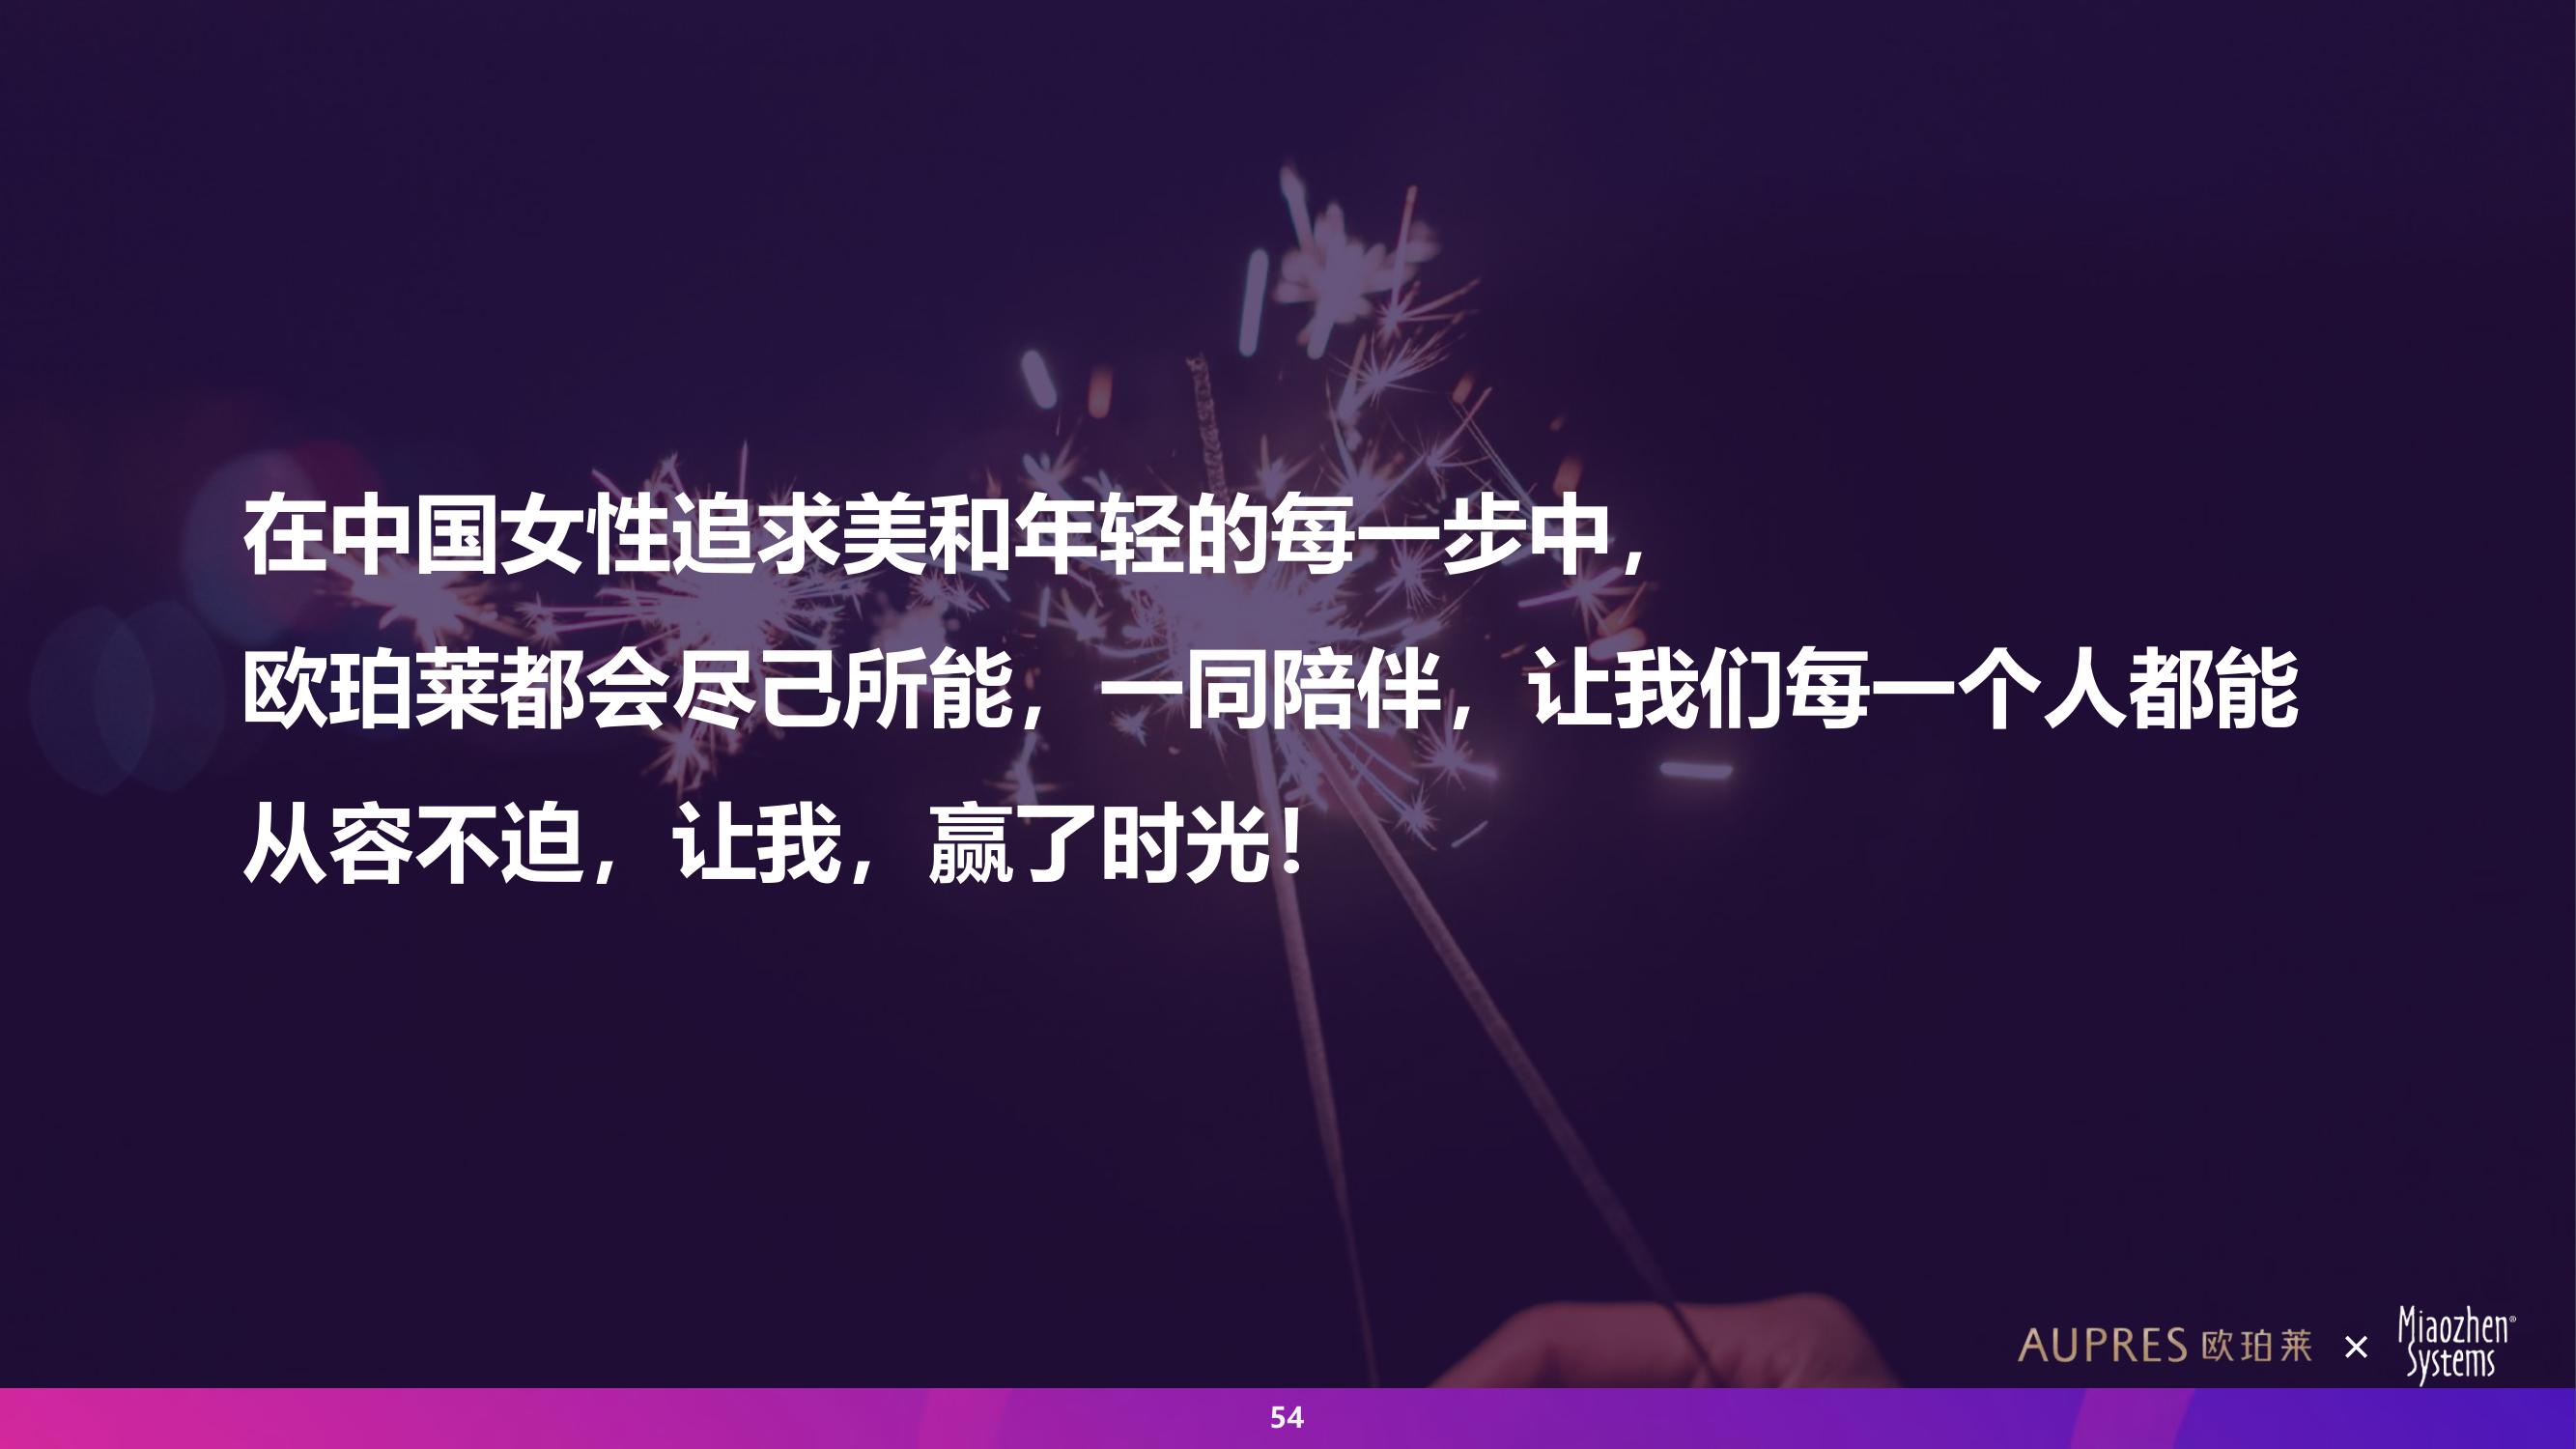 在中国女性追求美和年轻的每一步中，
欧珀莱都会尽己所能，一同陪伴，让我们每一个人都能
从容不迫，让我，赢了时光！
AUPRES 欧珀莱 × Miaozhen® Systems
54